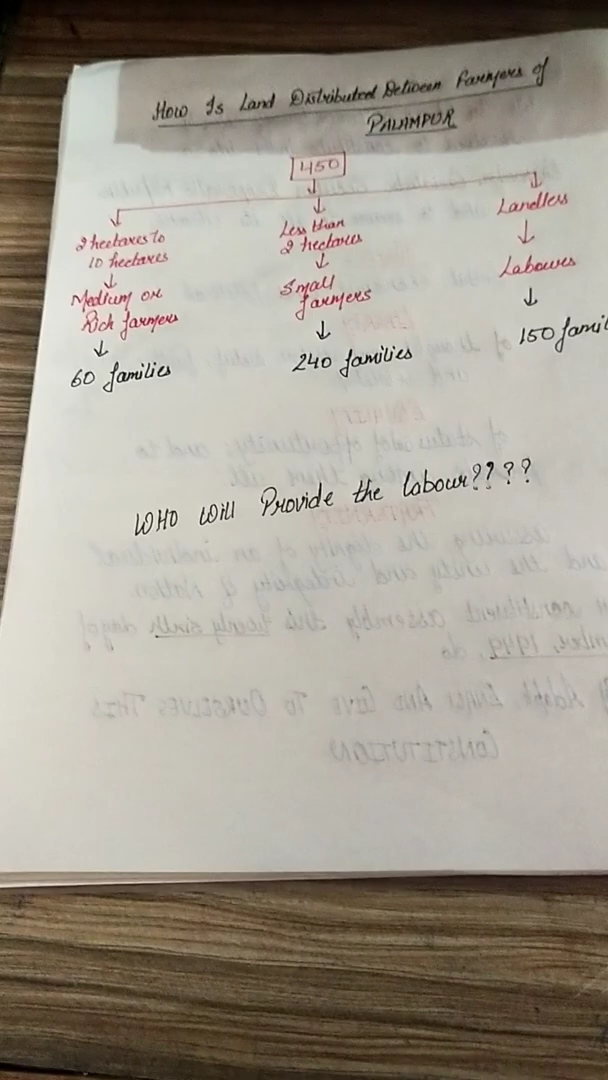 How Is Land Distributed Between Farmers of
PALAMPUR
450
2 hectares to
10 hectares
Medium or
Rich farmers
60 families
Less than
2 hectares
Small
farmers
240 families
Landless
Laboures
150 famil
WHO will Provide the labour????